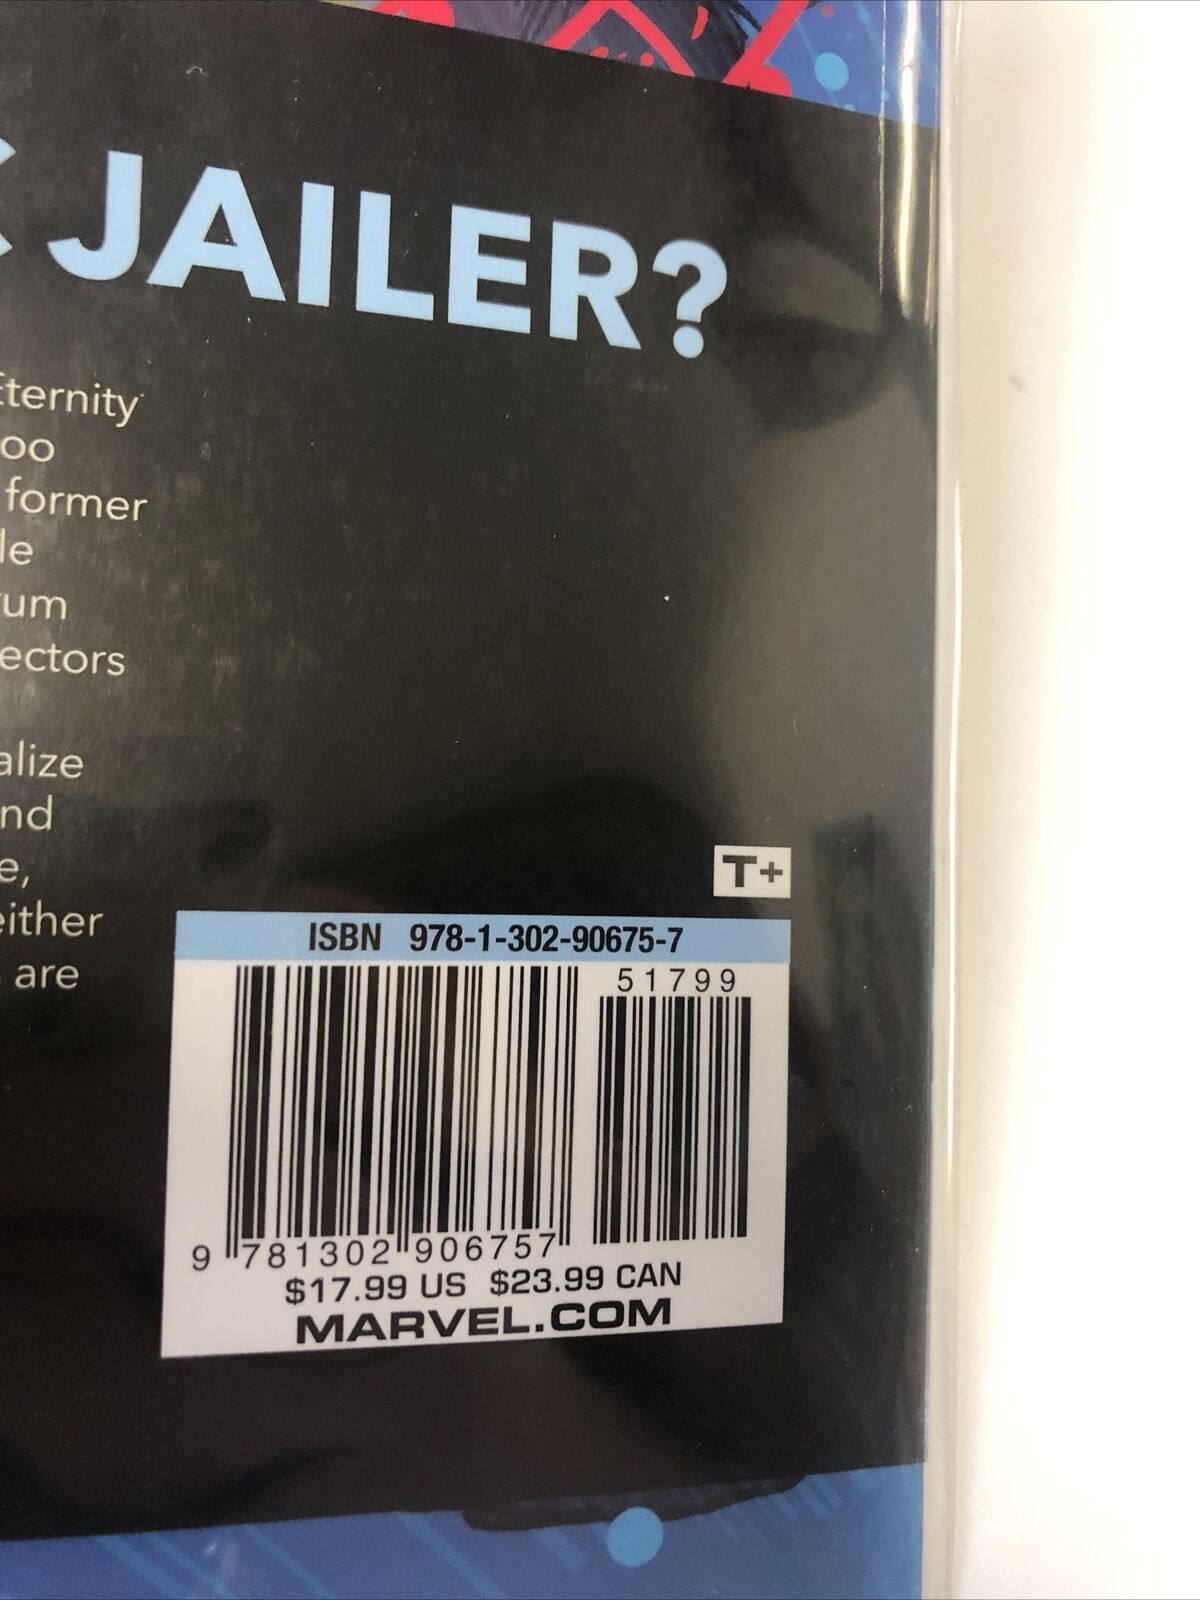 JAILER?
Eternity
too
former
le
um
ectors
alize
nd
e,
either
are
T+
ISBN 978-1-302-90675-7
51799
9 781302 906757
$17.99 US $23.99 CAN
MARVEL.COM